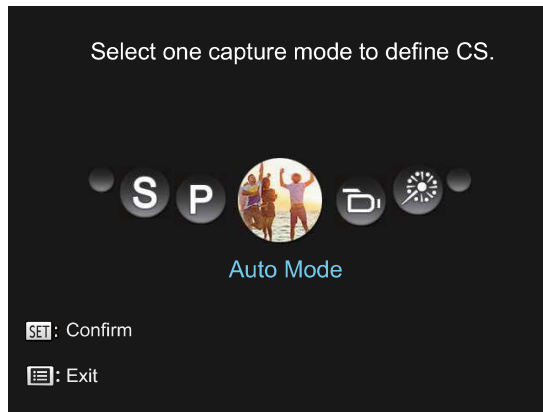 Select one capture mode to define CS.
S P
Auto Mode
SET : Confirm
: Exit